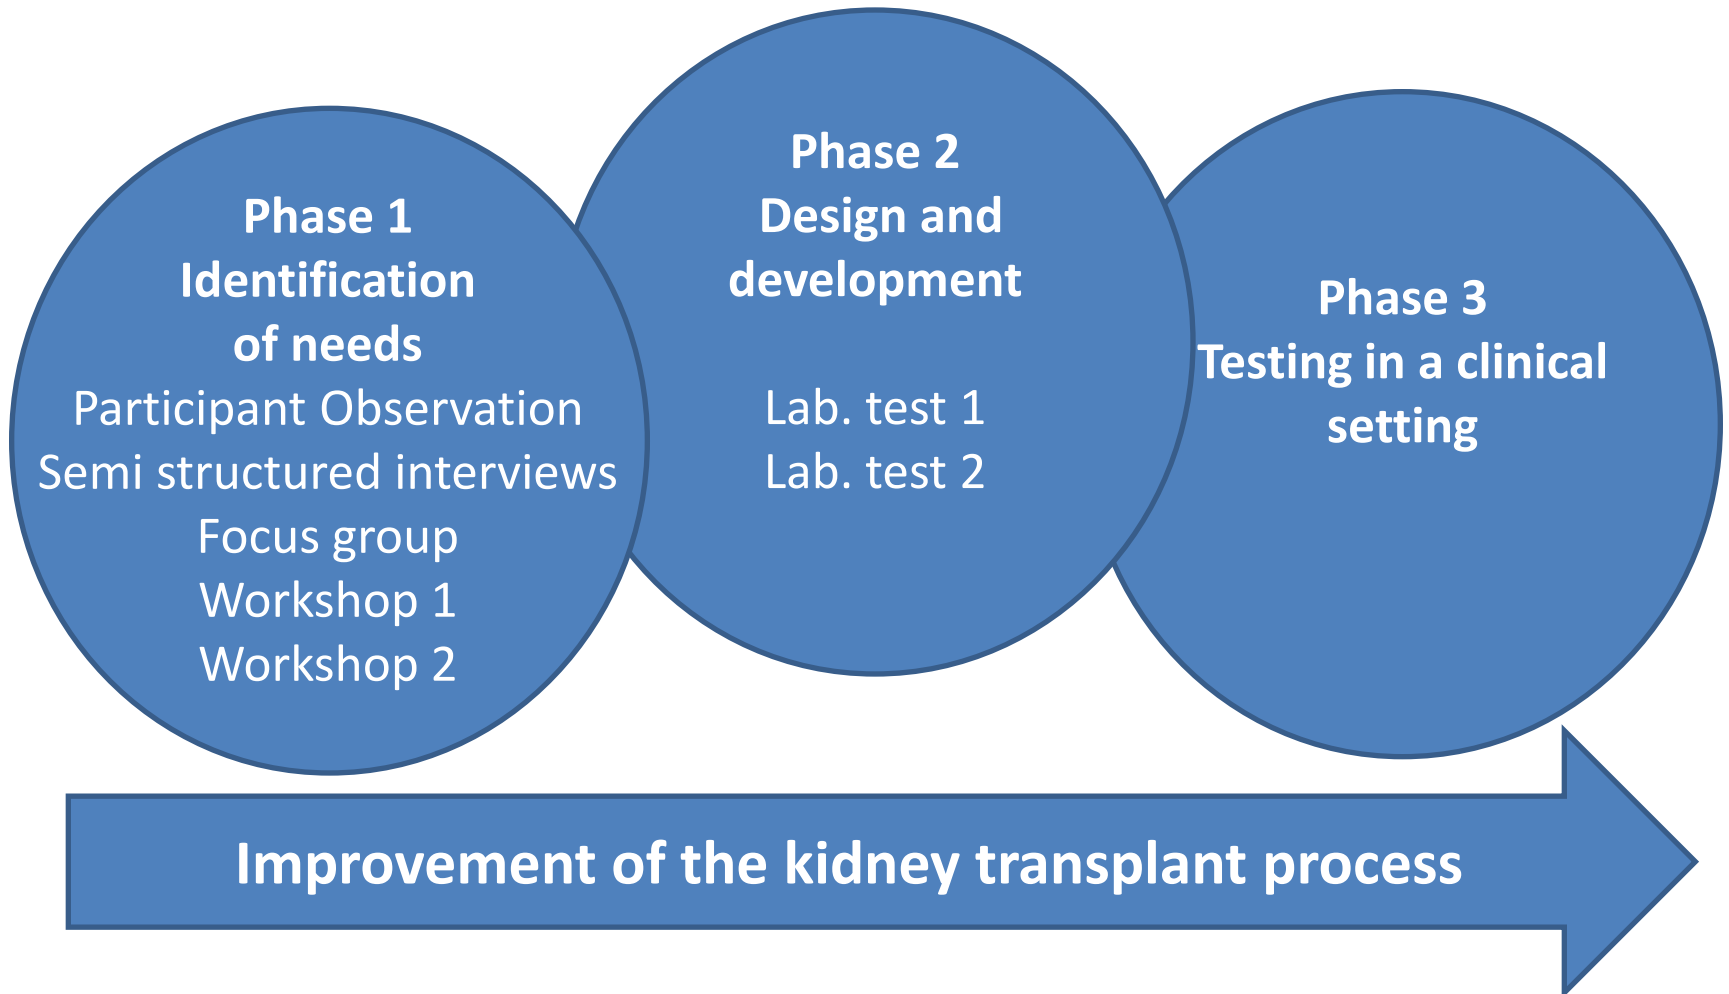 Phase 1
Identification
of needs
Participant Observation
Semi structured interviews
Focus group
Workshop 1
Workshop 2
Phase 2
Design and
development
Lab. test 1
Lab. test 2
Phase 3
Testing in a clinical
setting
Improvement of the kidney transplant process